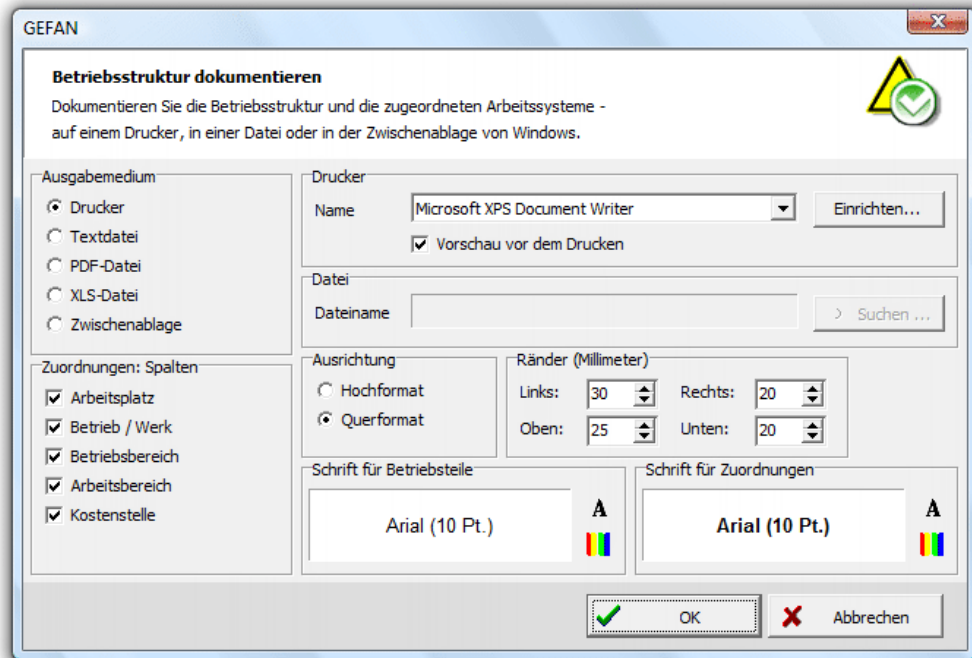 GEFAN
Betriebsstruktur dokumentieren
Dokumentieren Sie die Betriebsstruktur und die zugeordneten Arbeitssysteme -
auf einem Drucker, in einer Datei oder in der Zwischenablage von Windows.
Ausgabemedium
Drucker
Textdatei
PDF-Datei
XLS-Datei
Zwischenablage
Zuordnungen: Spalten
Arbeitsplatz
Betrieb / Werk
Betriebsbereich
Arbeitsbereich
Kostenstelle
Drucker
Name Microsoft XPS Document Writer Einrichten...
Vorschau vor dem Drucken
Datei
Dateiname Suchen ...
Ausrichtung
Hochformat
Querformat
Ränder (Millimeter)
Links: 30 Rechts: 20
Oben: 25 Unten: 20
Schrift für Betriebsteile
Arial (10 Pt.) A
Schrift für Zuordnungen
Arial (10 Pt.) A
OK Abbrechen